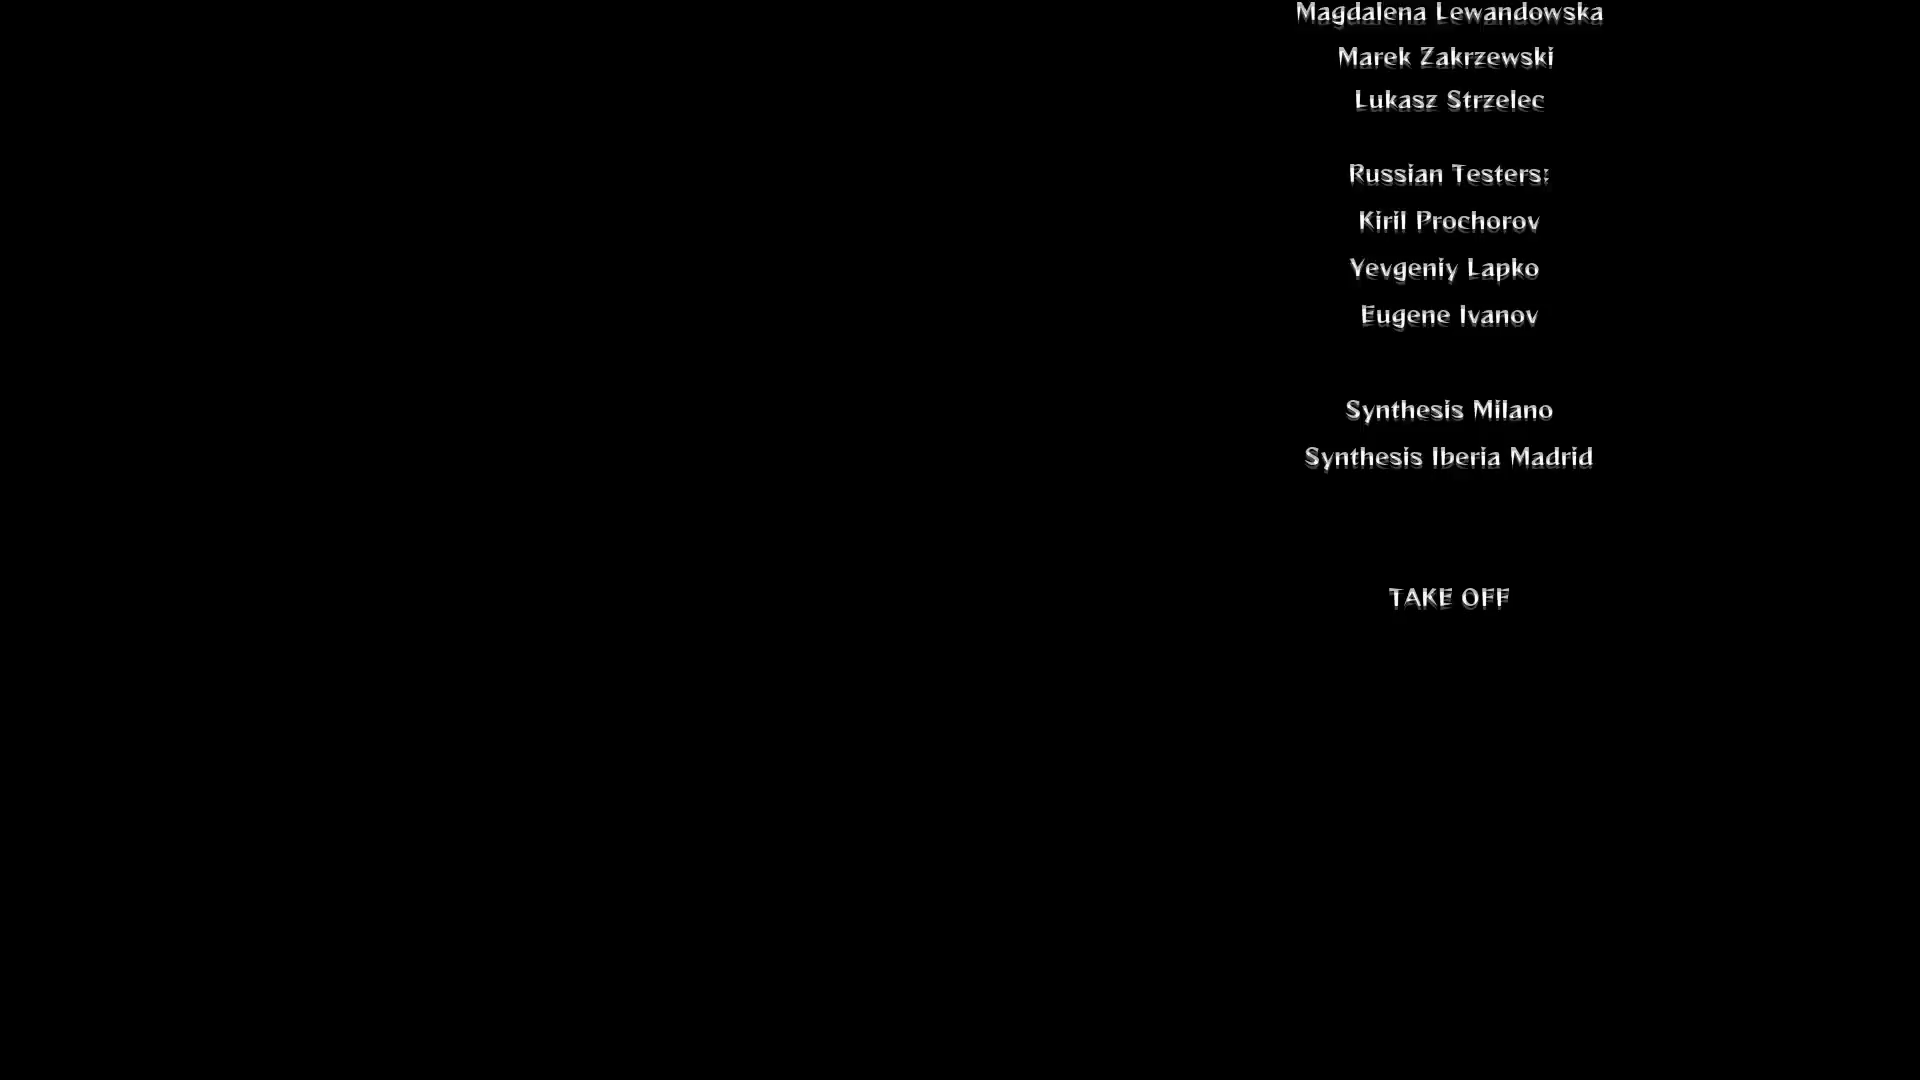 Magdalena Lewandowska
Marek Zakrzewski
Lukasz Strzelec
Russian Testers:
Kiril Prochorov
Yevgeniy Lapko
Eugene Ivanov
Synthesis Milano
Synthesis Iberia Madrid
TAKE OFF